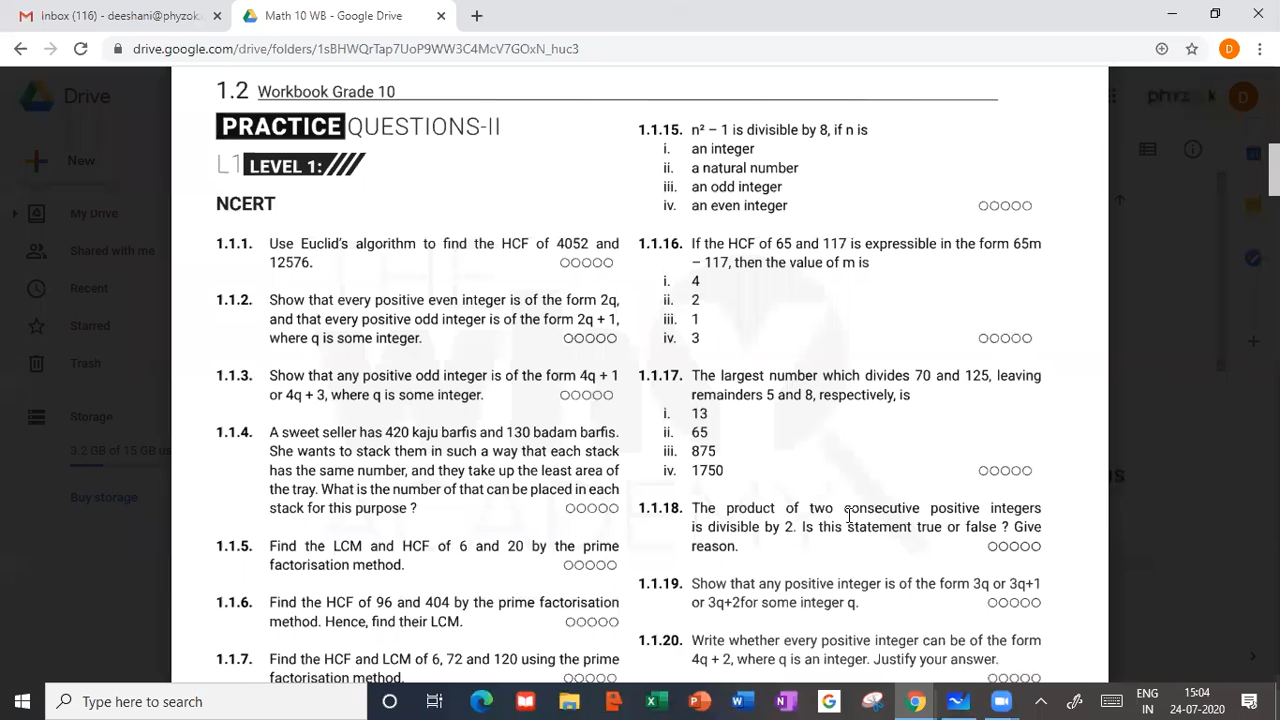 inbox (116) - deeshani@phyzok
Math 10 WB - Google Drive
drive.google.com/drive/folders/1sBHWQrTap7UoP9WW3C4McV7GOxN_huc3
D
Drive
D
New
My Drive
Shared with me
Recent
Starred
Trash
Storage
3.2 GB of 15 GB us
Buy storage
1.2 Workbook Grade 10
PRACTICE QUESTIONS-II
L1 LEVEL 1:
NCERT
1.1.1. Use Euclid's algorithm to find the HCF of 4052 and
12576.
1.1.2. Show that every positive even integer is of the form 2q,
and that every positive odd integer is of the form 2q + 1,
where q is some integer.
1.1.3. Show that any positive odd integer is of the form 4q + 1
or 4q + 3, where q is some integer.
1.1.4. A sweet seller has 420 kaju barfis and 130 badam barfis.
She wants to stack them in such a way that each stack
has the same number, and they take up the least area of
the tray. What is the number of that can be placed in each
stack for this purpose ?
1.1.5. Find the LCM and HCF of 6 and 20 by the prime
factorisation method.
1.1.6. Find the HCF of 96 and 404 by the prime factorisation
method. Hence, find their LCM.
1.1.7. Find the HCF and LCM of 6, 72 and 120 using the prime
factorisation method.
1.1.15. n² – 1 is divisible by 8, if n is
i. an integer
ii. a natural number
iii. an odd integer
iv. an even integer
1.1.16. If the HCF of 65 and 117 is expressible in the form 65m
– 117, then the value of m is
i. 4
ii. 2
iii. 1
iv. 3
1.1.17. The largest number which divides 70 and 125, leaving
remainders 5 and 8, respectively, is
i. 13
ii. 65
iii. 875
iv. 1750
1.1.18. The product of two consecutive positive integers
is divisible by 2. Is this statement true or false ? Give
reason.
1.1.19. Show that any positive integer is of the form 3q or 3q+1
or 3q+2for some integer q.
1.1.20. Write whether every positive integer can be of the form
4q + 2, where q is an integer. Justify your answer.
Type here to search
ENG
IN
15:04
24-07-2020